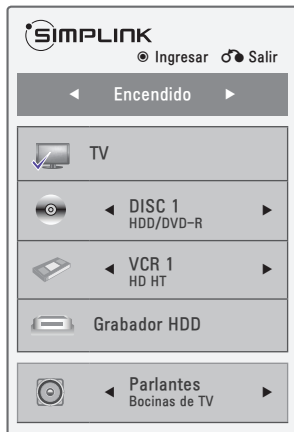 SIMPLINK
Ingresar Salir
Encendido
TV
DISC 1
HDD/DVD-R
VCR 1
HD HT
Grabador HDD
Parlantes
Bocinas de TV